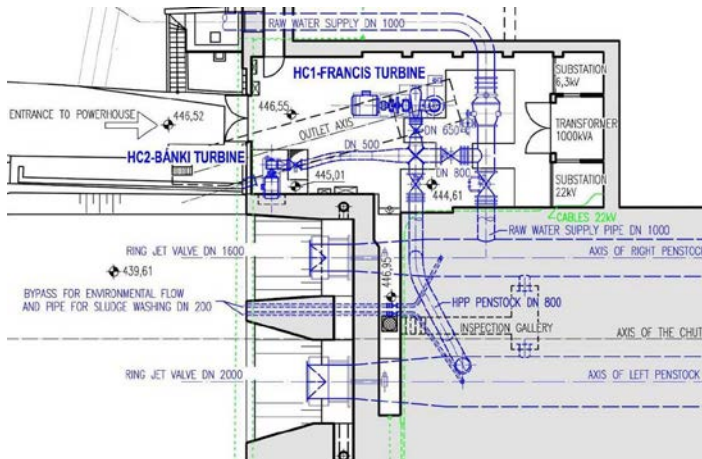 RAW WATER SUPPLY DN 1000
HC1-FRANCIS TURBINE
SUBSTATION
6,3kV
446,55
ENTRANCE TO POWERHOUSE
446,52
OUTLET AXIS
DN 650
TRANSFORMER
1000kVA
HC2-BÁNKI TURBINE
DN 500
DN 800
445,01
444,61
SUBSTATION
22kV
CABLES 22kV
RAW WATER SUPPLY PIPE DN 1000
RING JET VALVE DN 1600
AXIS OF RIGHT PENSTOCK
439,61
446,95
BYPASS FOR ENVIRONMENTAL FLOW
AND PIPE FOR SLUDGE WASHING DN 200
HPP PENSTOCK DN 800
INSPECTION GALLERY
AXIS OF THE CHUT
RING JET VALVE DN 2000
AXIS OF LEFT PENSTOCK